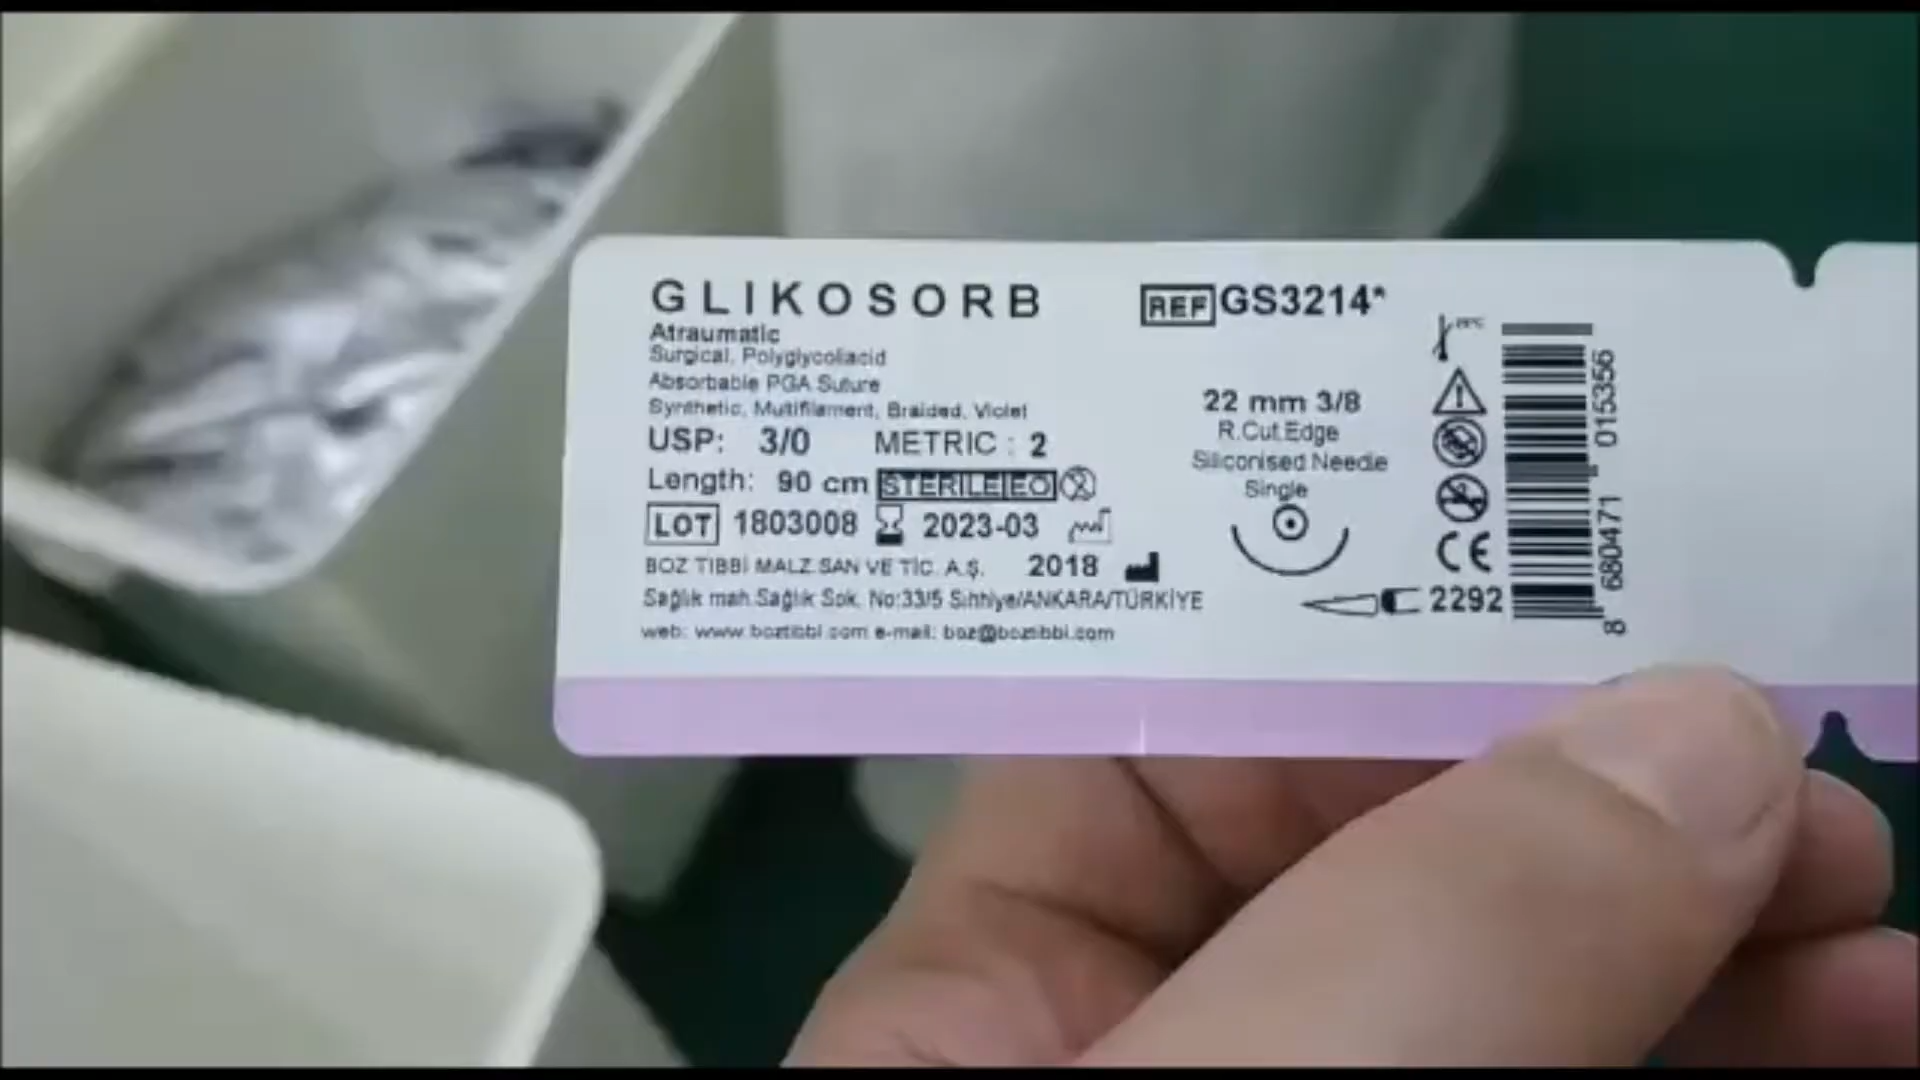 GLIKOSORB
REF GS3214*
Atraumatic
Surgical, Polyglycoliacid
Absorbable PGA Suture
Synthetic, Multifilament, Braided, Violet
USP: 3/0 METRIC : 2
Length: 90 cm STERILE EO
LOT 1803008 2023-03
BOZ TIBBİ MALZ.SAN VE TİC. A.Ş. 2018
Sağlık mah.Sağlık Sok. No:33/5 Sıhhiye/ANKARA/TÜRKİYE
web: www.boztibbi.com e-mail: boz@boztibbi.com
22 mm 3/8
R.Cut.Edge
Siliconised Needle
Single
CE
2292
8 680471 015356